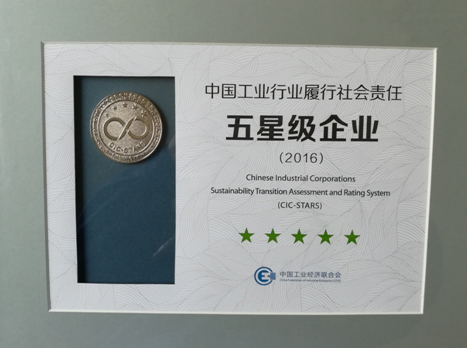 中国工业行业履行社会责任
五星级企业
(2016)
Chinese Industrial Corporations
Sustainability Transition Assessment and Rating System
(CIC-STARS)
CIC-STARS
中国工业经济联合会